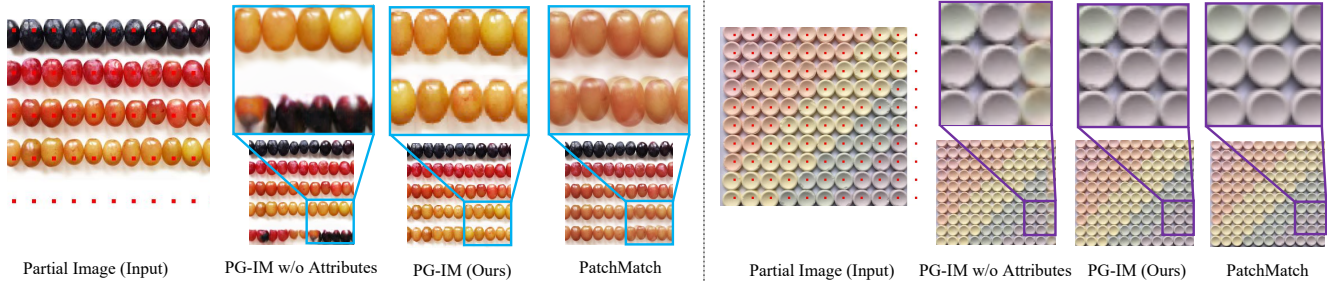 Partial Image (Input)
PG-IM w/o Attributes
PG-IM (Ours)
PatchMatch
Partial Image (Input)
PG-IM w/o Attributes
PG-IM (Ours)
PatchMatch